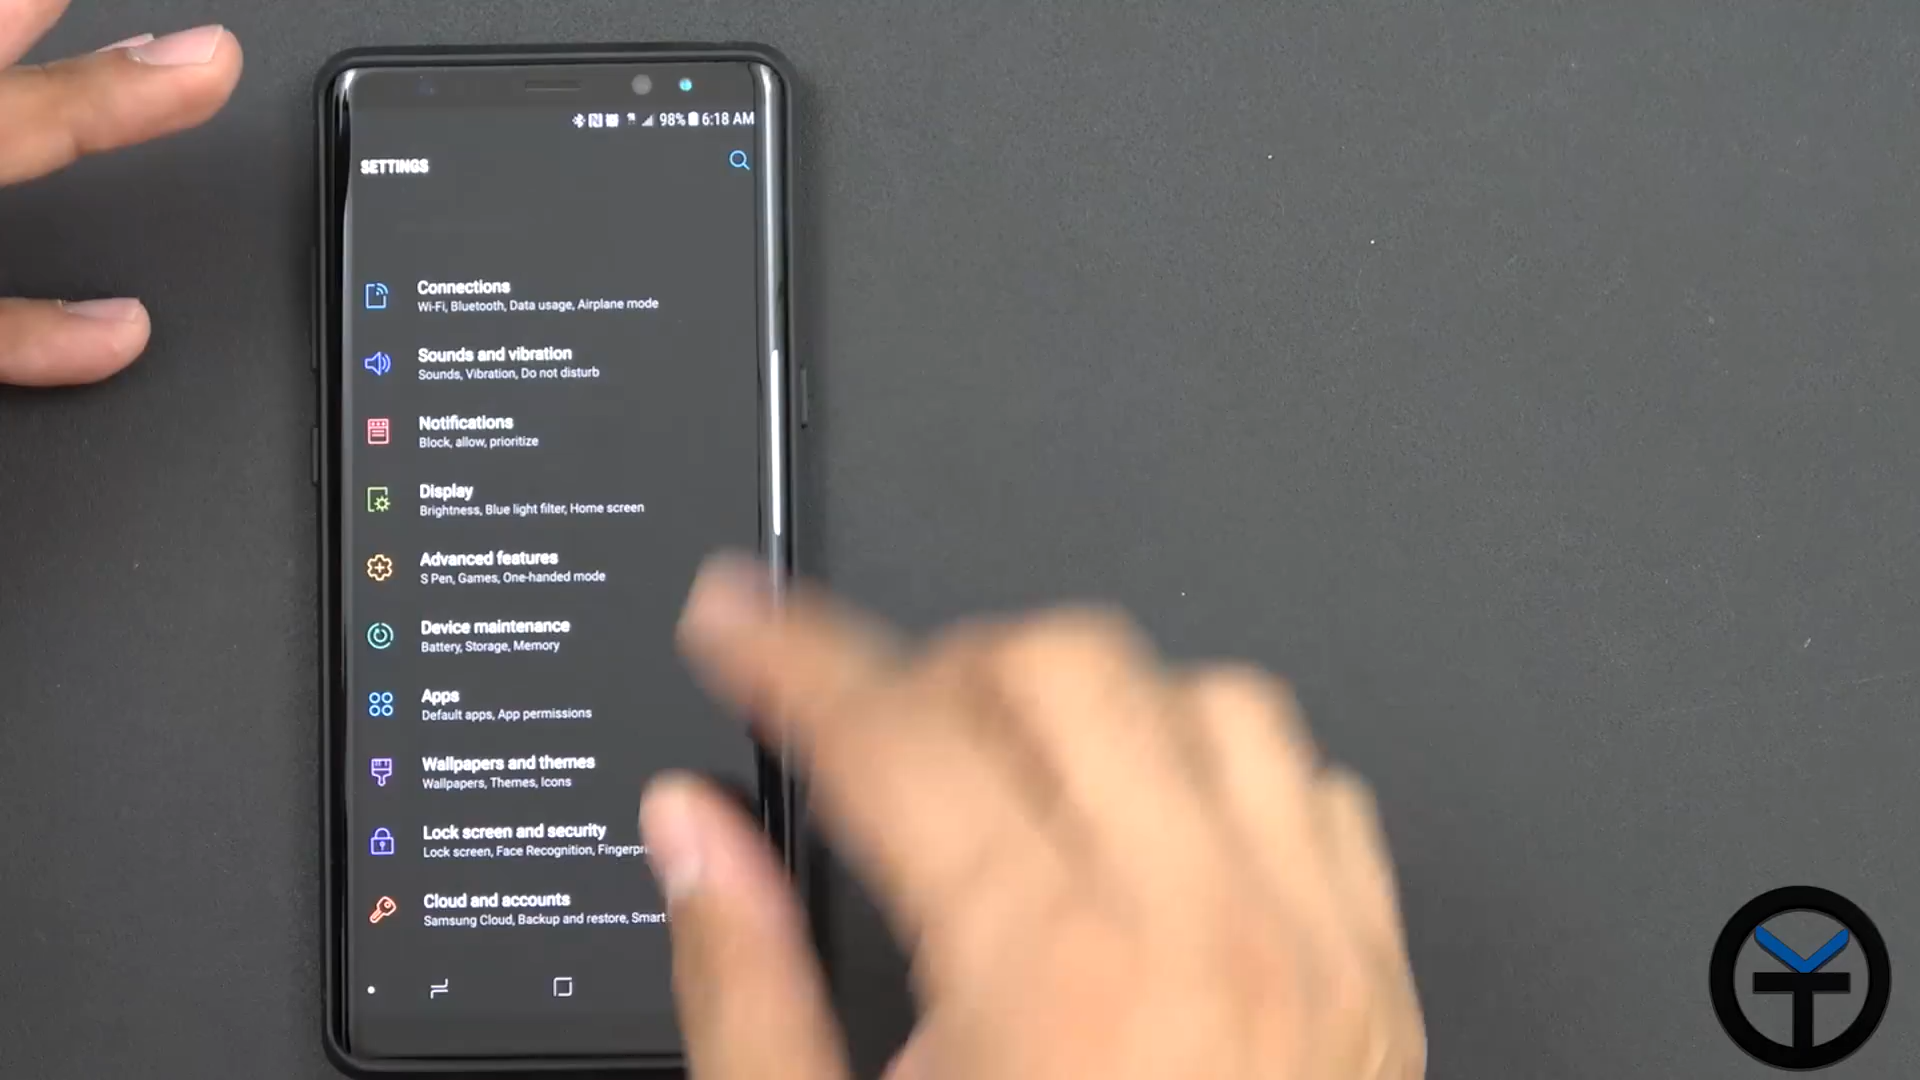 98% 6:18 AM
SETTINGS
Connections
Wi-Fi, Bluetooth, Data usage, Airplane mode
Sounds and vibration
Sounds, Vibration, Do not disturb
Notifications
Block, allow, prioritize
Display
Brightness, Blue light filter, Home screen
Advanced features
S Pen, Games, One-handed mode
Device maintenance
Battery, Storage, Memory
Apps
Default apps, App permissions
Wallpapers and themes
Wallpapers, Themes, Icons
Lock screen and security
Lock screen, Face Recognition, Fingerpri
Cloud and accounts
Samsung Cloud, Backup and restore, Smart